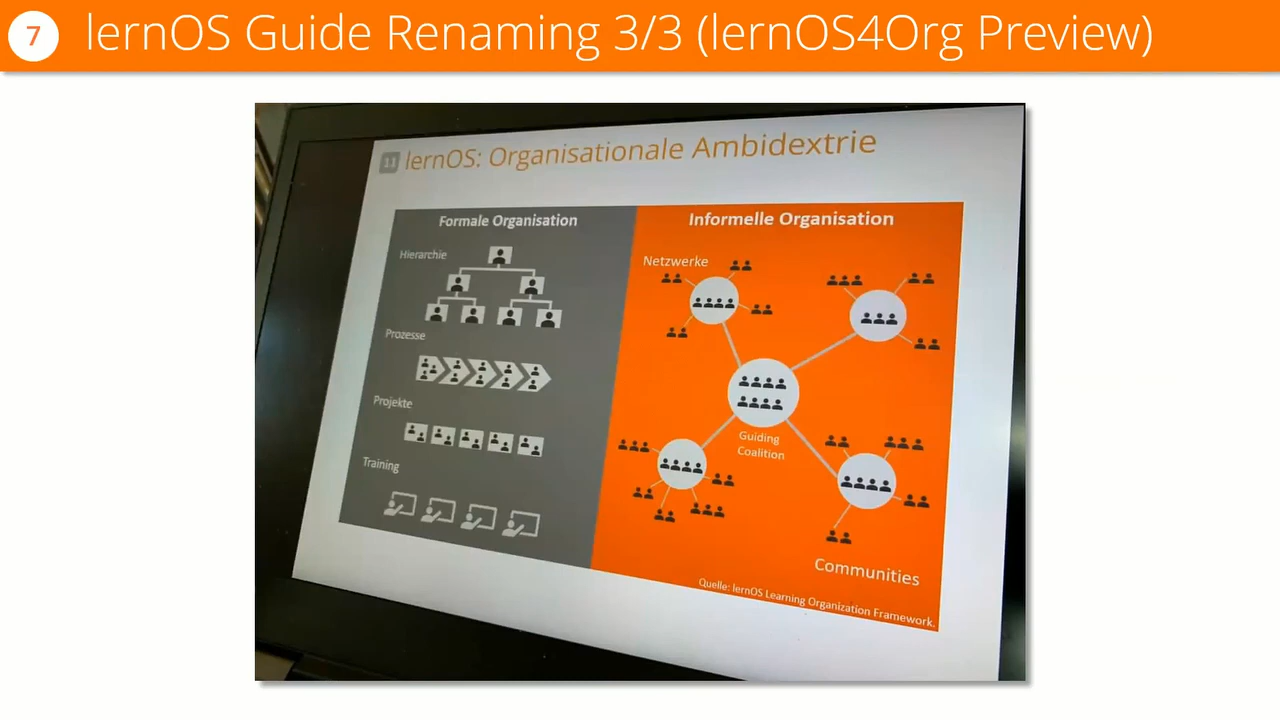 7
lernOS Guide Renaming 3/3 (lernOS4Org Preview)
11
lernOS: Organisationale Ambidextrie
Formale Organisation
Hierarchie
Prozesse
Projekte
Training
Informelle Organisation
Netzwerke
Guiding
Coalition
Communities
Quelle: lernOS Learning Organization Framework.